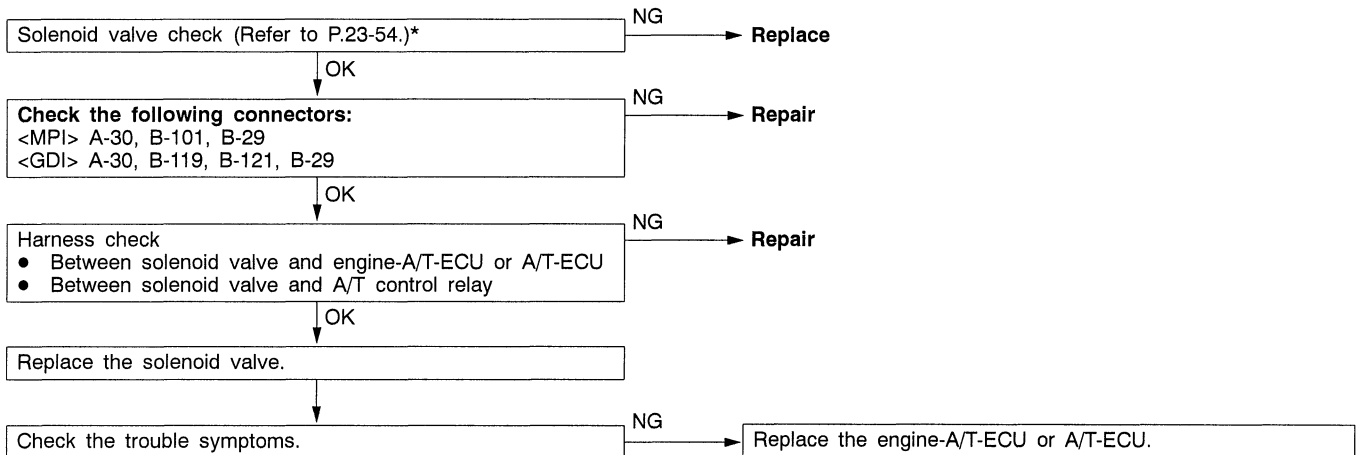 Solenoid valve check (Refer to P.23-54.)*
NG
Replace
OK
Check the following connectors:
<MPI> A-30, B-101, B-29
<GDI> A-30, B-119, B-121, B-29
NG
Repair
OK
Harness check
● Between solenoid valve and engine-A/T-ECU or A/T-ECU
● Between solenoid valve and A/T control relay
NG
Repair
OK
Replace the solenoid valve.
Check the trouble symptoms.
NG
Replace the engine-A/T-ECU or A/T-ECU.